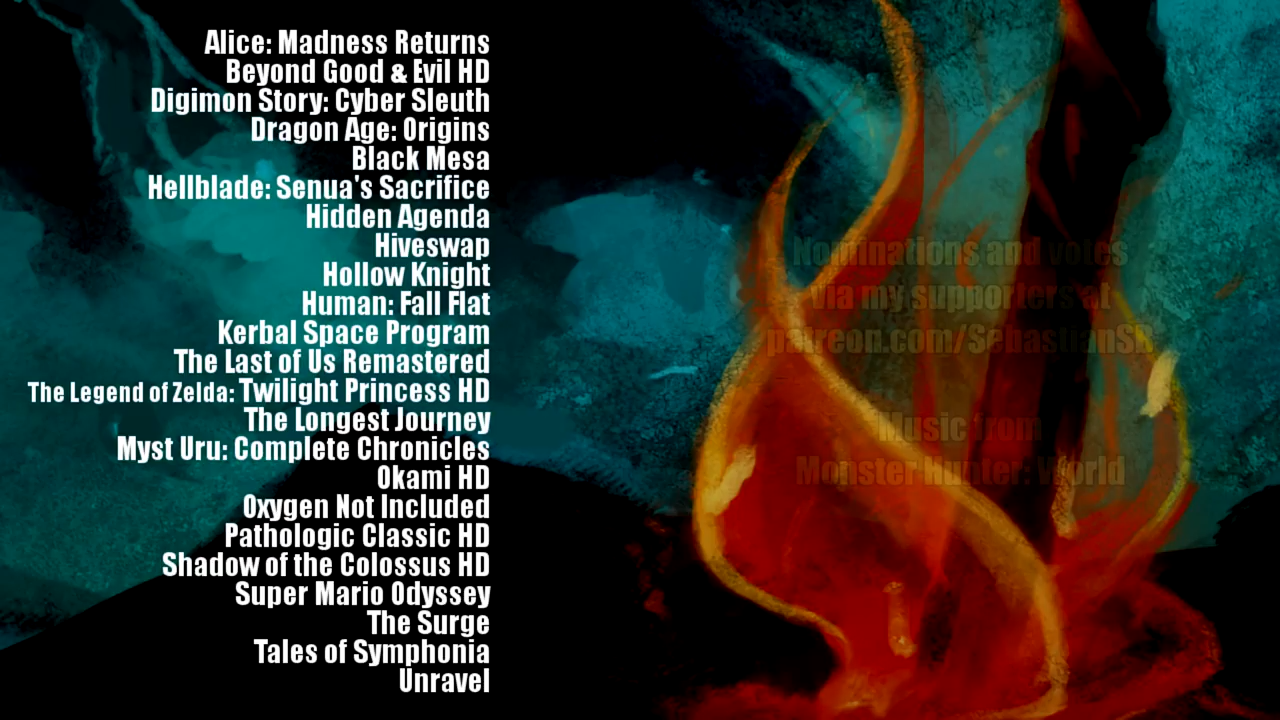 Alice: Madness Returns
Beyond Good & Evil HD
Digimon Story: Cyber Sleuth
Dragon Age: Origins
Black Mesa
Hellblade: Senua's Sacrifice
Hidden Agenda
Hiveswap
Hollow Knight
Human: Fall Flat
Kerbal Space Program
The Last of Us Remastered
The Legend of Zelda: Twilight Princess HD
The Longest Journey
Myst Uru: Complete Chronicles
Okami HD
Oxygen Not Included
Pathologic Classic HD
Shadow of the Colossus HD
Super Mario Odyssey
The Surge
Tales of Symphonia
Unravel
Nominations and votes
via my supporters at
patreon.com/SebastianSB
Music from
Monster Hunter: World